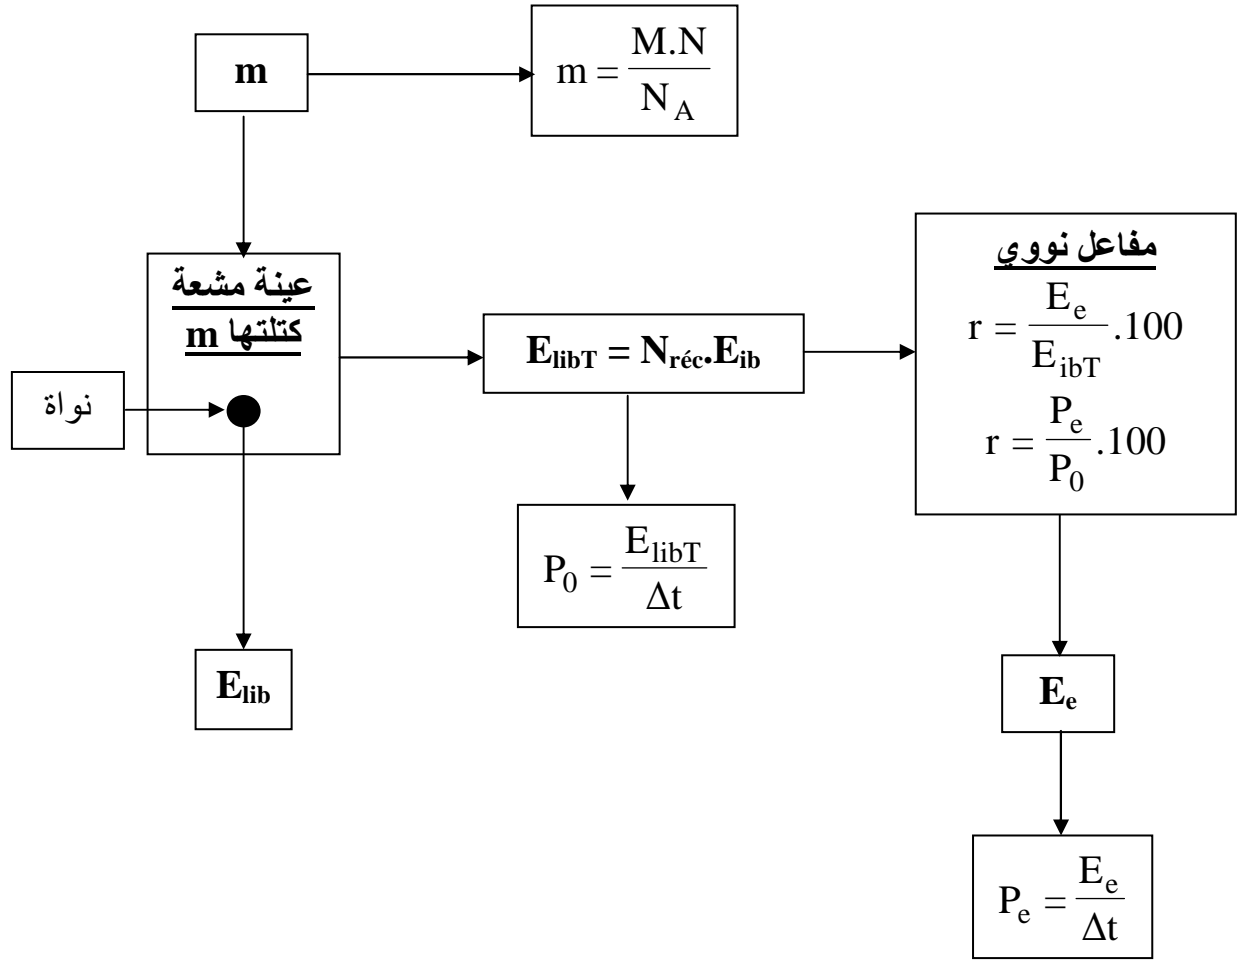 m
m = M.N / N_A
عينة مشعة
كتلتها m
نواة
E_lib
E_libT = N_réc.E_ib
P_0 = E_libT / Δt
مفاعل نووي
r = E_e / E_ibT .100
r = P_e / P_0 .100
E_e
P_e = E_e / Δt